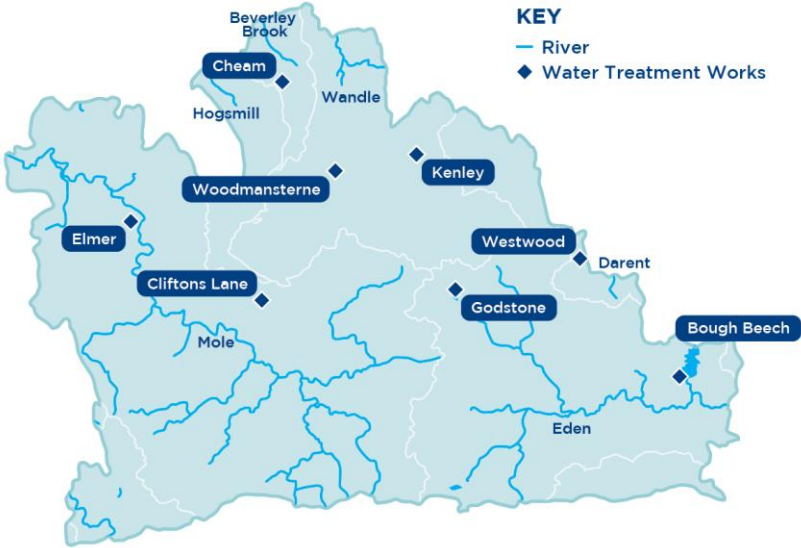 KEY
River
Water Treatment Works
Beverley
Brook
Cheam
Wandle
Hogsmill
Woodmansterne
Kenley
Elmer
Westwood
Darent
Cliftons Lane
Godstone
Bough Beech
Mole
Eden